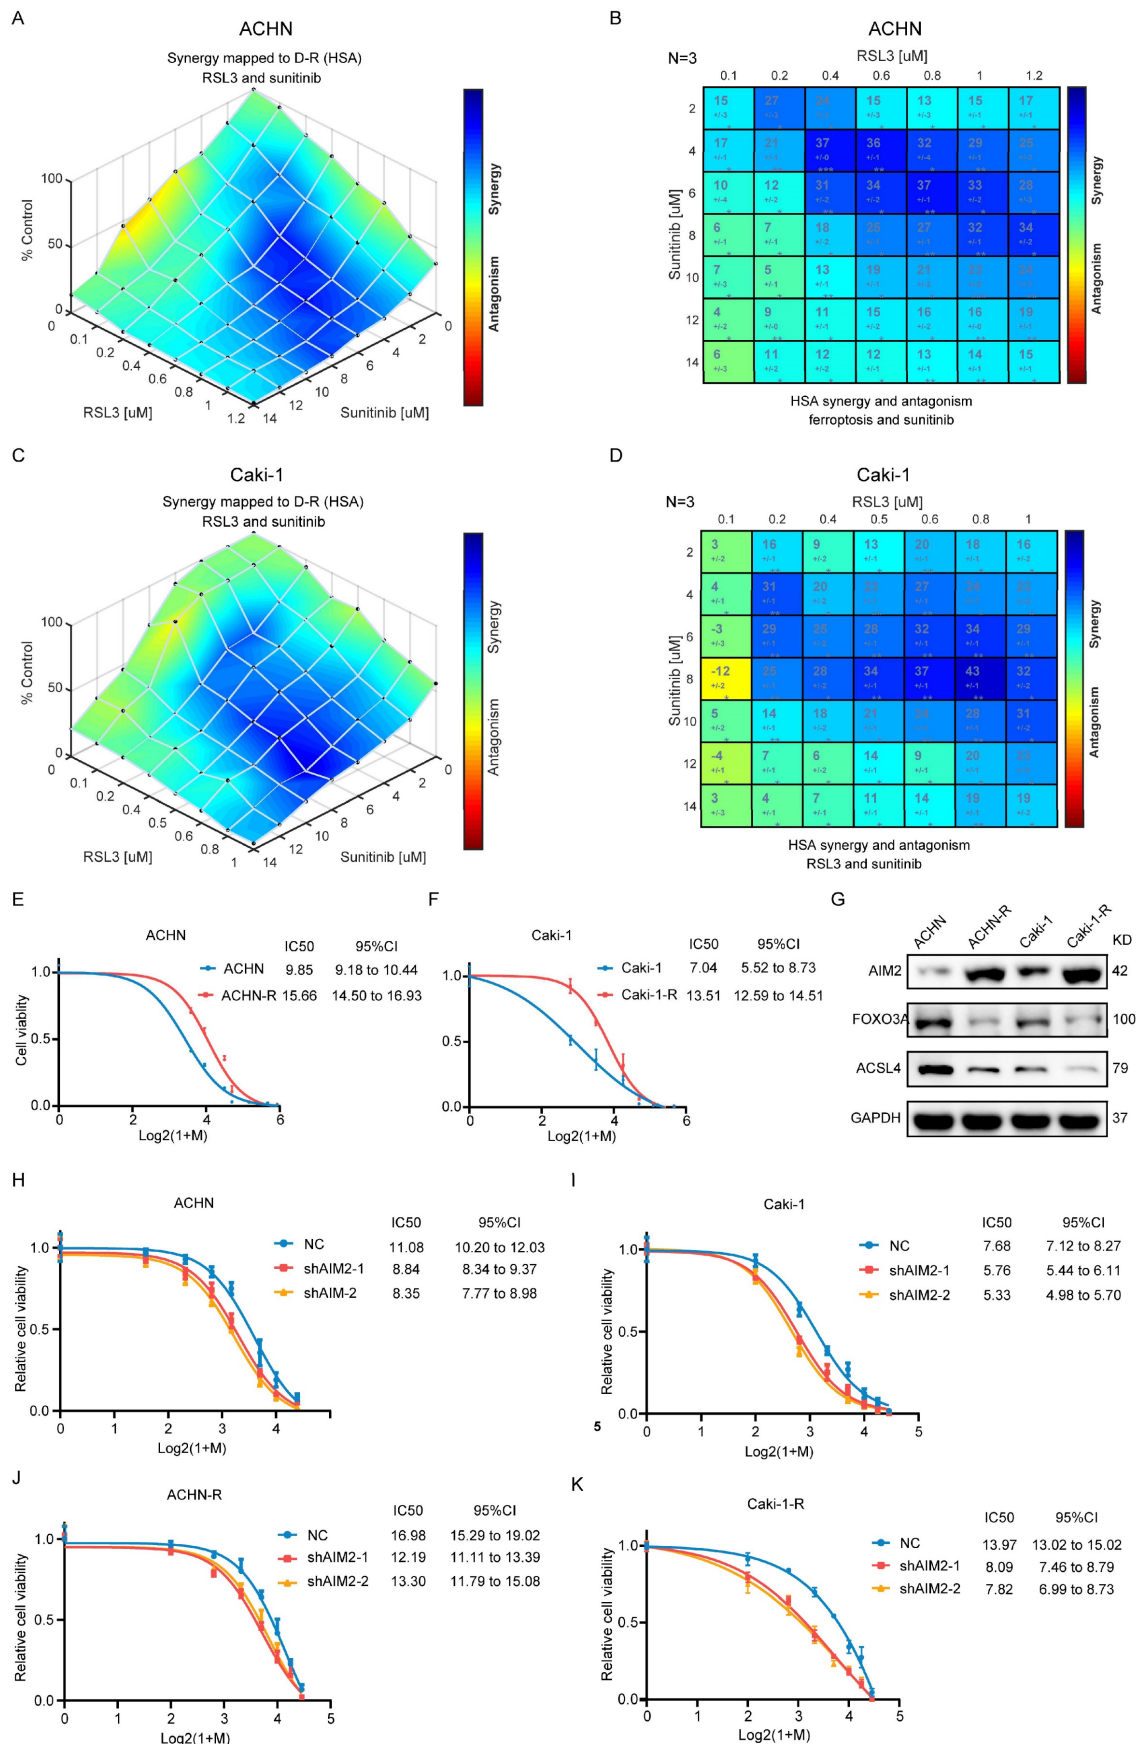 A
ACHN
Synergy mapped to D-R (HSA)
RSL3 and sunitinib
% Control
100
50
0
0
0.1
0.2
0.4
0.6
0.8
1
1.2
RSL3 [uM]
14
12
10
8
6
4
2
0
Sunitinib [uM]
Synergy
Antagonism
B
ACHN
N=3
RSL3 [uM]
0.1 0.2 0.4 0.6 0.8 1 1.2
Sunitinib [uM]
2 15 27 15 13 15 17
4 17 21 37 36 32 29 25
6 10 12 31 34 37 33 28
8 6 7 18 25 27 32 34
10 7 5 13 19 21
12 4 9 11 15 16 16 19
14 6 11 12 12 13 14 15
Synergy
Antagonism
HSA synergy and antagonism
ferroptosis and sunitinib
C
Caki-1
Synergy mapped to D-R (HSA)
RSL3 and sunitinib
% Control
100
50
0
0
0.1
0.2
0.4
0.5
0.6
0.8
1
RSL3 [uM]
14
12
10
8
6
4
2
0
Sunitinib [uM]
Synergy
Antagonism
D
Caki-1
N=3
RSL3 [uM]
0.1 0.2 0.4 0.5 0.6 0.8 1
Sunitinib [uM]
2 3 16 9 13 20 18 16
4 4 31 20 27
6 -3 29 25 28 32 34 29
8 -12 25 28 34 37 43 32
10 5 14 18 21 28 31
12 -4 7 6 14 9 20
14 3 4 7 11 14 19 19
Synergy
Antagonism
HSA synergy and antagonism
RSL3 and sunitinib
E
ACHN
IC50 95%CI
ACHN 9.85 9.18 to 10.44
ACHN-R 15.66 14.50 to 16.93
Cell viability
1.0
0.5
0.0
0 2 4 6
Log2(1+M)
F
Caki-1
IC50 95%CI
Caki-1 7.04 5.52 to 8.73
Caki-1-R 13.51 12.59 to 14.51
1.0
0.5
0.0
0 2 4 6
Log2(1+M)
G
ACHN ACHN-R Caki-1 Caki-1-R KD
AIM2 42
FOXO3A 100
ACSL4 79
GAPDH 37
H
ACHN
IC50 95%CI
NC 11.08 10.20 to 12.03
shAIM2-1 8.84 8.34 to 9.37
shAIM-2 8.35 7.77 to 8.98
Relative cell viability
1.0
0.5
0.0
0 1 2 3 4 5
Log2(1+M)
I
Caki-1
IC50 95%CI
NC 7.68 7.12 to 8.27
shAIM2-1 5.76 5.44 to 6.11
shAIM2-2 5.33 4.98 to 5.70
Relative cell viability
1.0
0.5
0.0
0 1 2 3 4 5
Log2(1+M)
J
ACHN-R
IC50 95%CI
NC 16.98 15.29 to 19.02
shAIM2-1 12.19 11.11 to 13.39
shAIM2-2 13.30 11.79 to 15.08
Relative cell viability
1.0
0.5
0.0
0 1 2 3 4 5
Log2(1+M)
K
Caki-1-R
IC50 95%CI
NC 13.97 13.02 to 15.02
shAIM2-1 8.09 7.46 to 8.79
shAIM2-2 7.82 6.99 to 8.73
Relative cell viability
1.0
0.5
0.0
0 1 2 3 4 5
Log2(1+M)